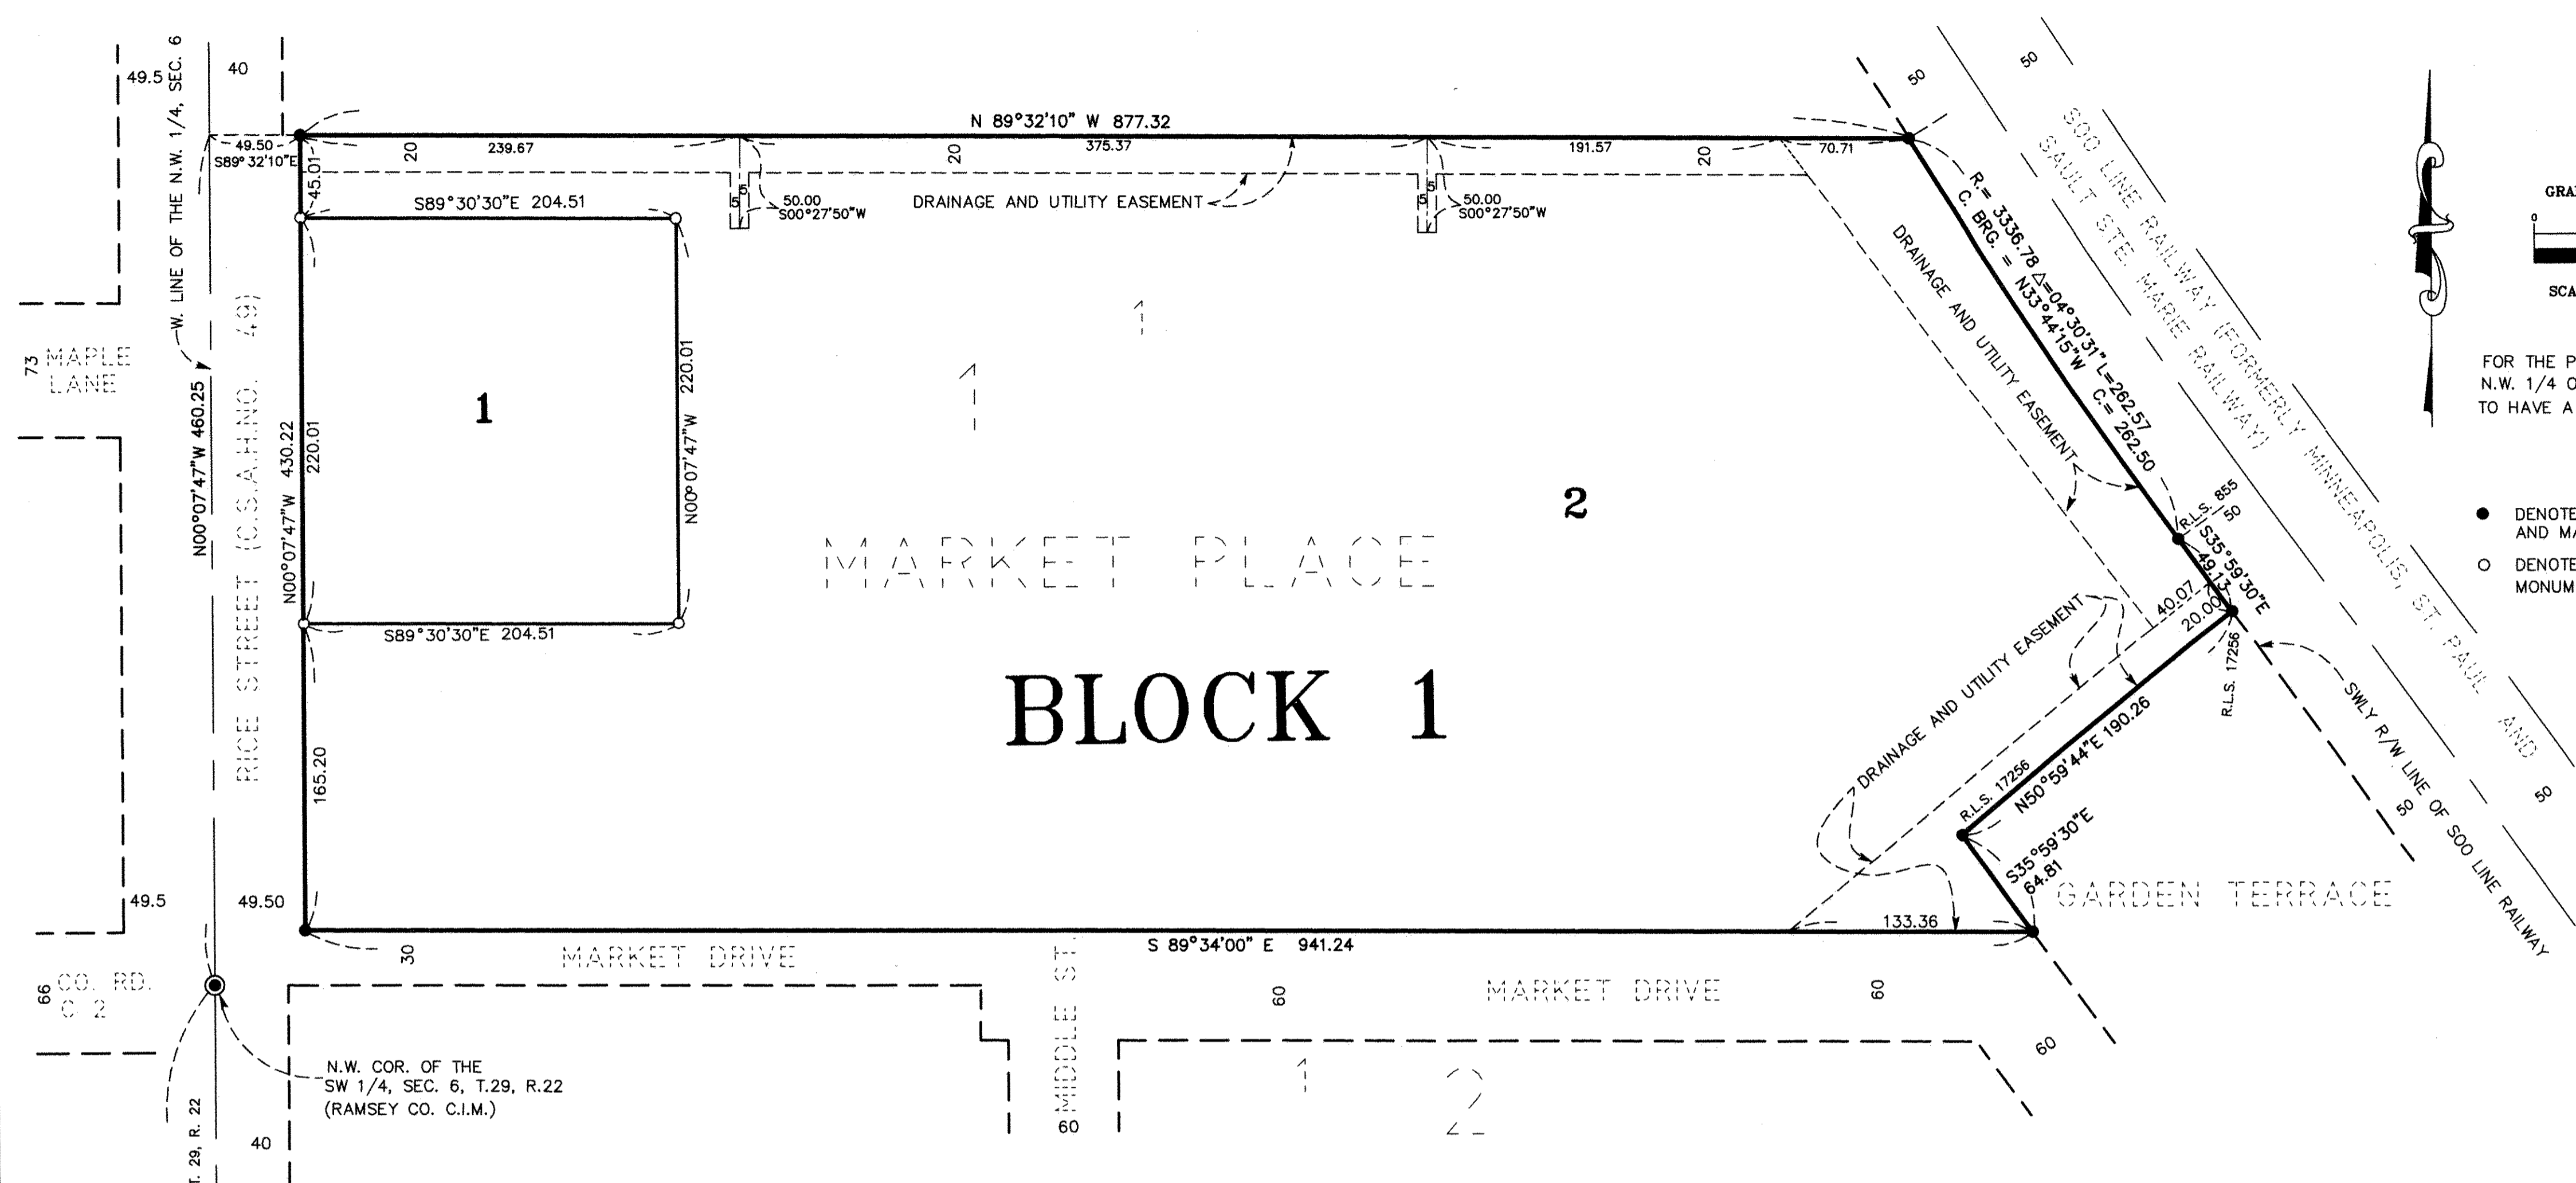 49.5
W. LINE OF THE N.W. 1/4, SEC. 6
40
N 89°32'10" W 877.32
49.50
S89°32'10"E
20
239.67
20
375.37
191.57
20
70.71
50
50
45.01
S89°30'30"E 204.51
5
5
50.00
S00°27'50"W
DRAINAGE AND UTILITY EASEMENT
5
5
50.00
S00°27'50"W
R.= 3336.78 Δ=04°30'31" L=262.57
C. BRG. = N33°44'15"W C.= 262.50
DRAINAGE AND UTILITY EASEMENT
SOO LINE RAILWAY (FORMERLY MINNEAPOLIS, ST. PAUL AND
SAULT STE. MARIE RAILWAY)
GRA
0
SCA
FOR THE P
N.W. 1/4 O
TO HAVE A
DENOTE
AND MA
DENOTE
MONUM
73
MAPLE
LANE
N00°07'47"W 460.25
RICE STREET (C.S.A.H.NO. 49)
N00°07'47"W 430.22
220.01
1
N00°07'47"W 220.01
1
1
2
MARKET PLACE
S89°30'30"E 204.51
BLOCK 1
R.L.S. 855
50
S35°59'30"E
49.13
40.07
20.00
R.L.S. 17256
DRAINAGE AND UTILITY EASEMENT
R.L.S. 17256
N50°59'44"E 190.26
S35°59'30"E
64.81
SWLY R/W LINE OF SOO LINE RAILWAY
50
50
GARDEN TERRACE
165.20
49.5
49.50
133.36
S 89°34'00" E 941.24
30
MARKET DRIVE
MIDDLE ST.
60
60
MARKET DRIVE
60
60
66
CO. RD.
C 2
N.W. COR. OF THE
SW 1/4, SEC. 6, T.29, R.22
(RAMSEY CO. C.I.M.)
T. 29, R. 22
40
1
2